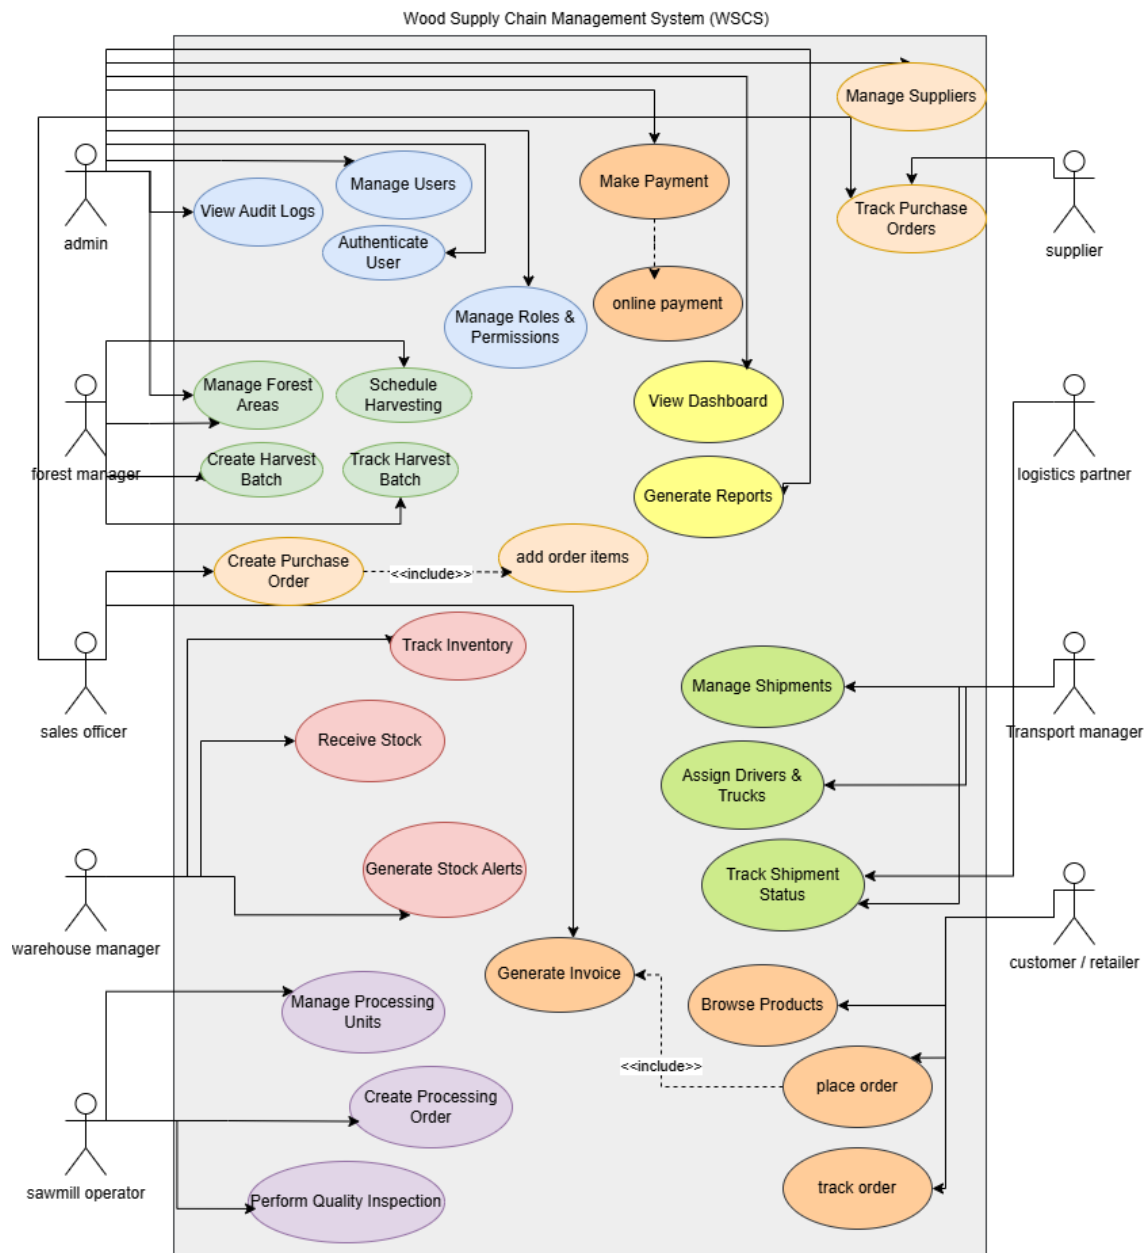 Wood Supply Chain Management System (WSCS)
Manage Suppliers
Manage Users
Make Payment
View Audit Logs
Track Purchase
Orders
admin
supplier
Authenticate
User
online payment
Manage Roles &
Permissions
Manage Forest
Areas
Schedule
Harvesting
View Dashboard
forest manager
logistics partner
Create Harvest
Batch
Track Harvest
Batch
Generate Reports
Create Purchase
Order
<<include>>
add order items
Track Inventory
Manage Shipments
sales officer
Transport manager
Receive Stock
Assign Drivers &
Trucks
Generate Stock Alerts
Track Shipment
Status
warehouse manager
customer / retailer
Generate Invoice
Manage Processing
Units
Browse Products
<<include>>
place order
Create Processing
Order
sawmill operator
Perform Quality Inspection
track order